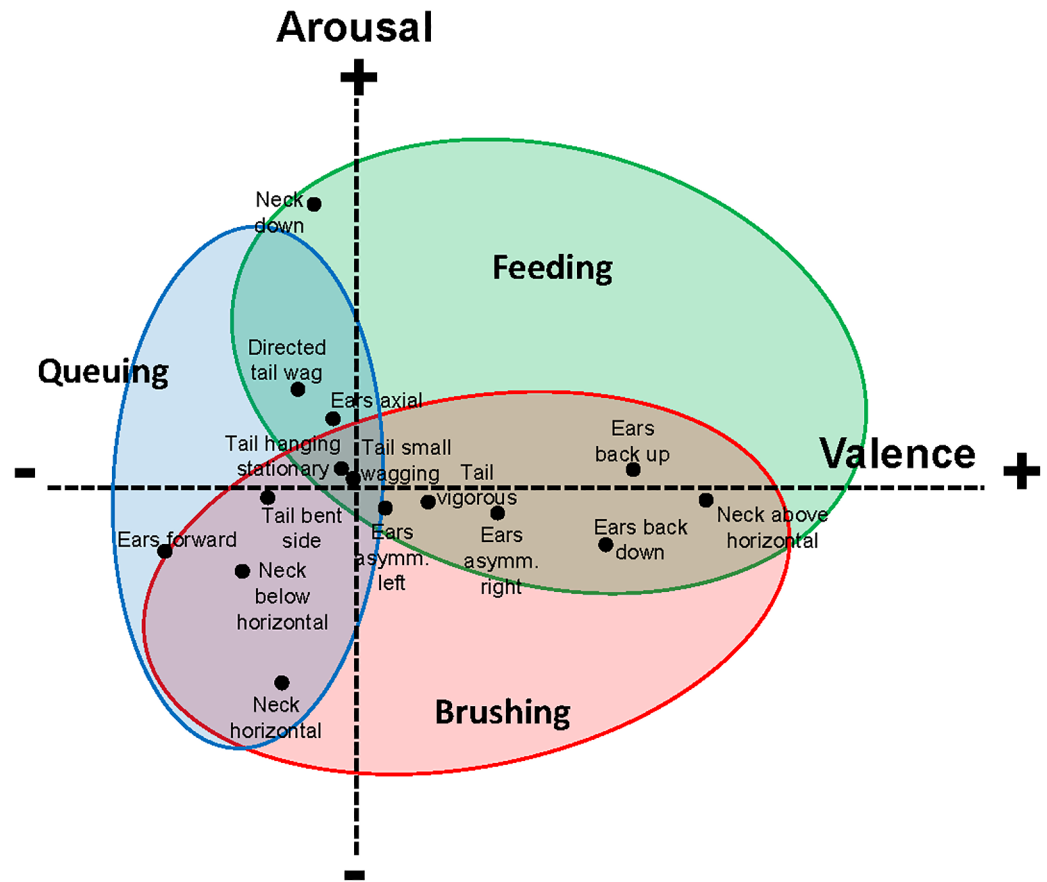 Arousal
+
Neck
down
Feeding
Directed
tail wag
Queuing
Ears axial
Tail hanging
stationary
Tail small
wagging
Ears
back up
Valence
-
+
Tail
vigorous
Tail bent
side
Neck above
horizontal
Ears forward
Ears
asymm.
left
Ears
asymm.
right
Ears back
down
Neck
below
horizontal
Neck
horizontal
Brushing
-